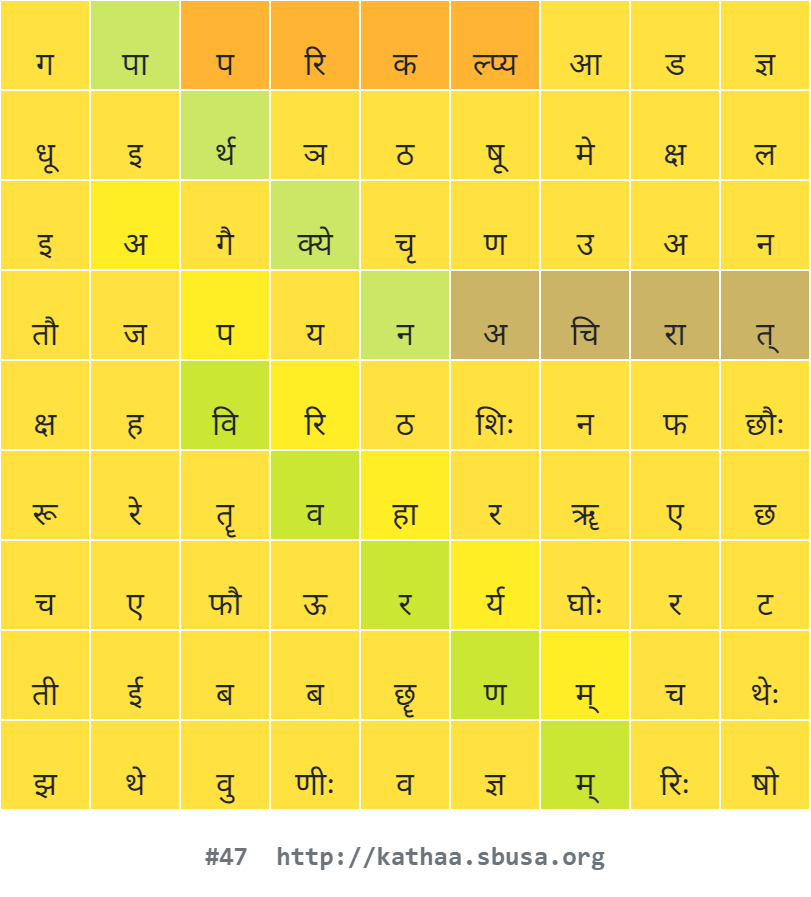 ग पा प रि क ल्प्य आ ड ज्ञ
धू इ र्थ ञ ठ षू मे क्ष ल
इ अ गै क्ये चृ ण उ अ न
तौ ज प य न अ चि रा त्
क्ष ह वि रि ठ शिः न फ छौः
रू रे तॄ व हा र ॠ ए छ
च ए फौ ऊ र र्य घोः र ट
ती ई ब ब छॄ ण म् च थेः
झ थे वु णीः व ज्ञ म् रिः षो
#47 http://kathaa.sbusa.org